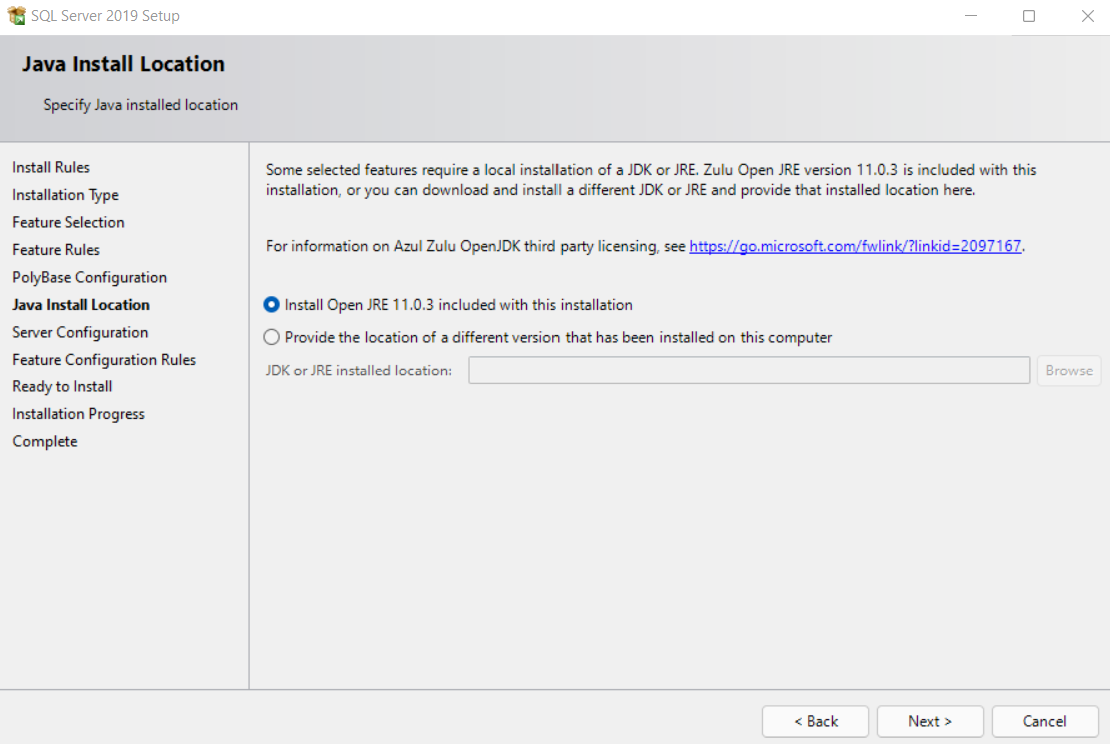 SQL Server 2019 Setup
Java Install Location
Specify Java installed location
Install Rules
Installation Type
Feature Selection
Feature Rules
PolyBase Configuration
Java Install Location
Server Configuration
Feature Configuration Rules
Ready to Install
Installation Progress
Complete
Some selected features require a local installation of a JDK or JRE. Zulu Open JRE version 11.0.3 is included with this
installation, or you can download and install a different JDK or JRE and provide that installed location here.
For information on Azul Zulu OpenJDK third party licensing, see https://go.microsoft.com/fwlink/?linkid=2097167.
Install Open JRE 11.0.3 included with this installation
Provide the location of a different version that has been installed on this computer
JDK or JRE installed location:
Browse
< Back
Next >
Cancel